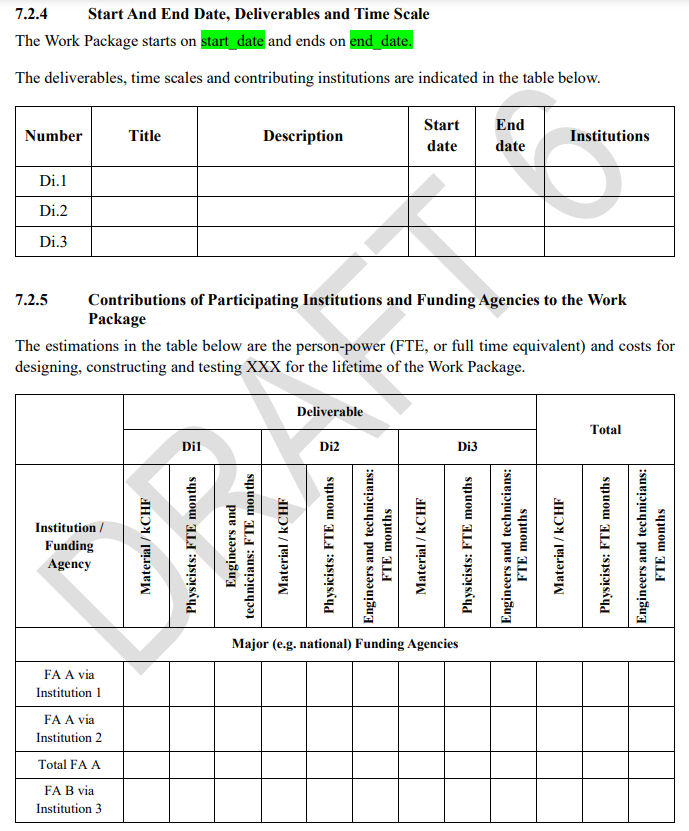 7.2.4 Start And End Date, Deliverables and Time Scale
The Work Package starts on start_date and ends on end_date.
The deliverables, time scales and contributing institutions are indicated in the table below.
Number Title Description Start date End date Institutions
Di.1
Di.2
Di.3
7.2.5 Contributions of Participating Institutions and Funding Agencies to the Work
Package
The estimations in the table below are the person-power (FTE, or full time equivalent) and costs for
designing, constructing and testing XXX for the lifetime of the Work Package.
Deliverable
Total
Di1 Di2 Di3
Institution /
Funding
Agency
Material / kCHF
Physicists: FTE months
Engineers and
technicians: FTE months
Material / kCHF
Physicists: FTE months
Engineers and technicians:
FTE months
Material / kCHF
Physicists: FTE months
Engineers and technicians:
FTE months
Material / kCHF
Physicists: FTE months
Engineers and technicians:
FTE months
Major (e.g. national) Funding Agencies
FA A via
Institution 1
FA A via
Institution 2
Total FA A
FA B via
Institution 3
DRAFT 6